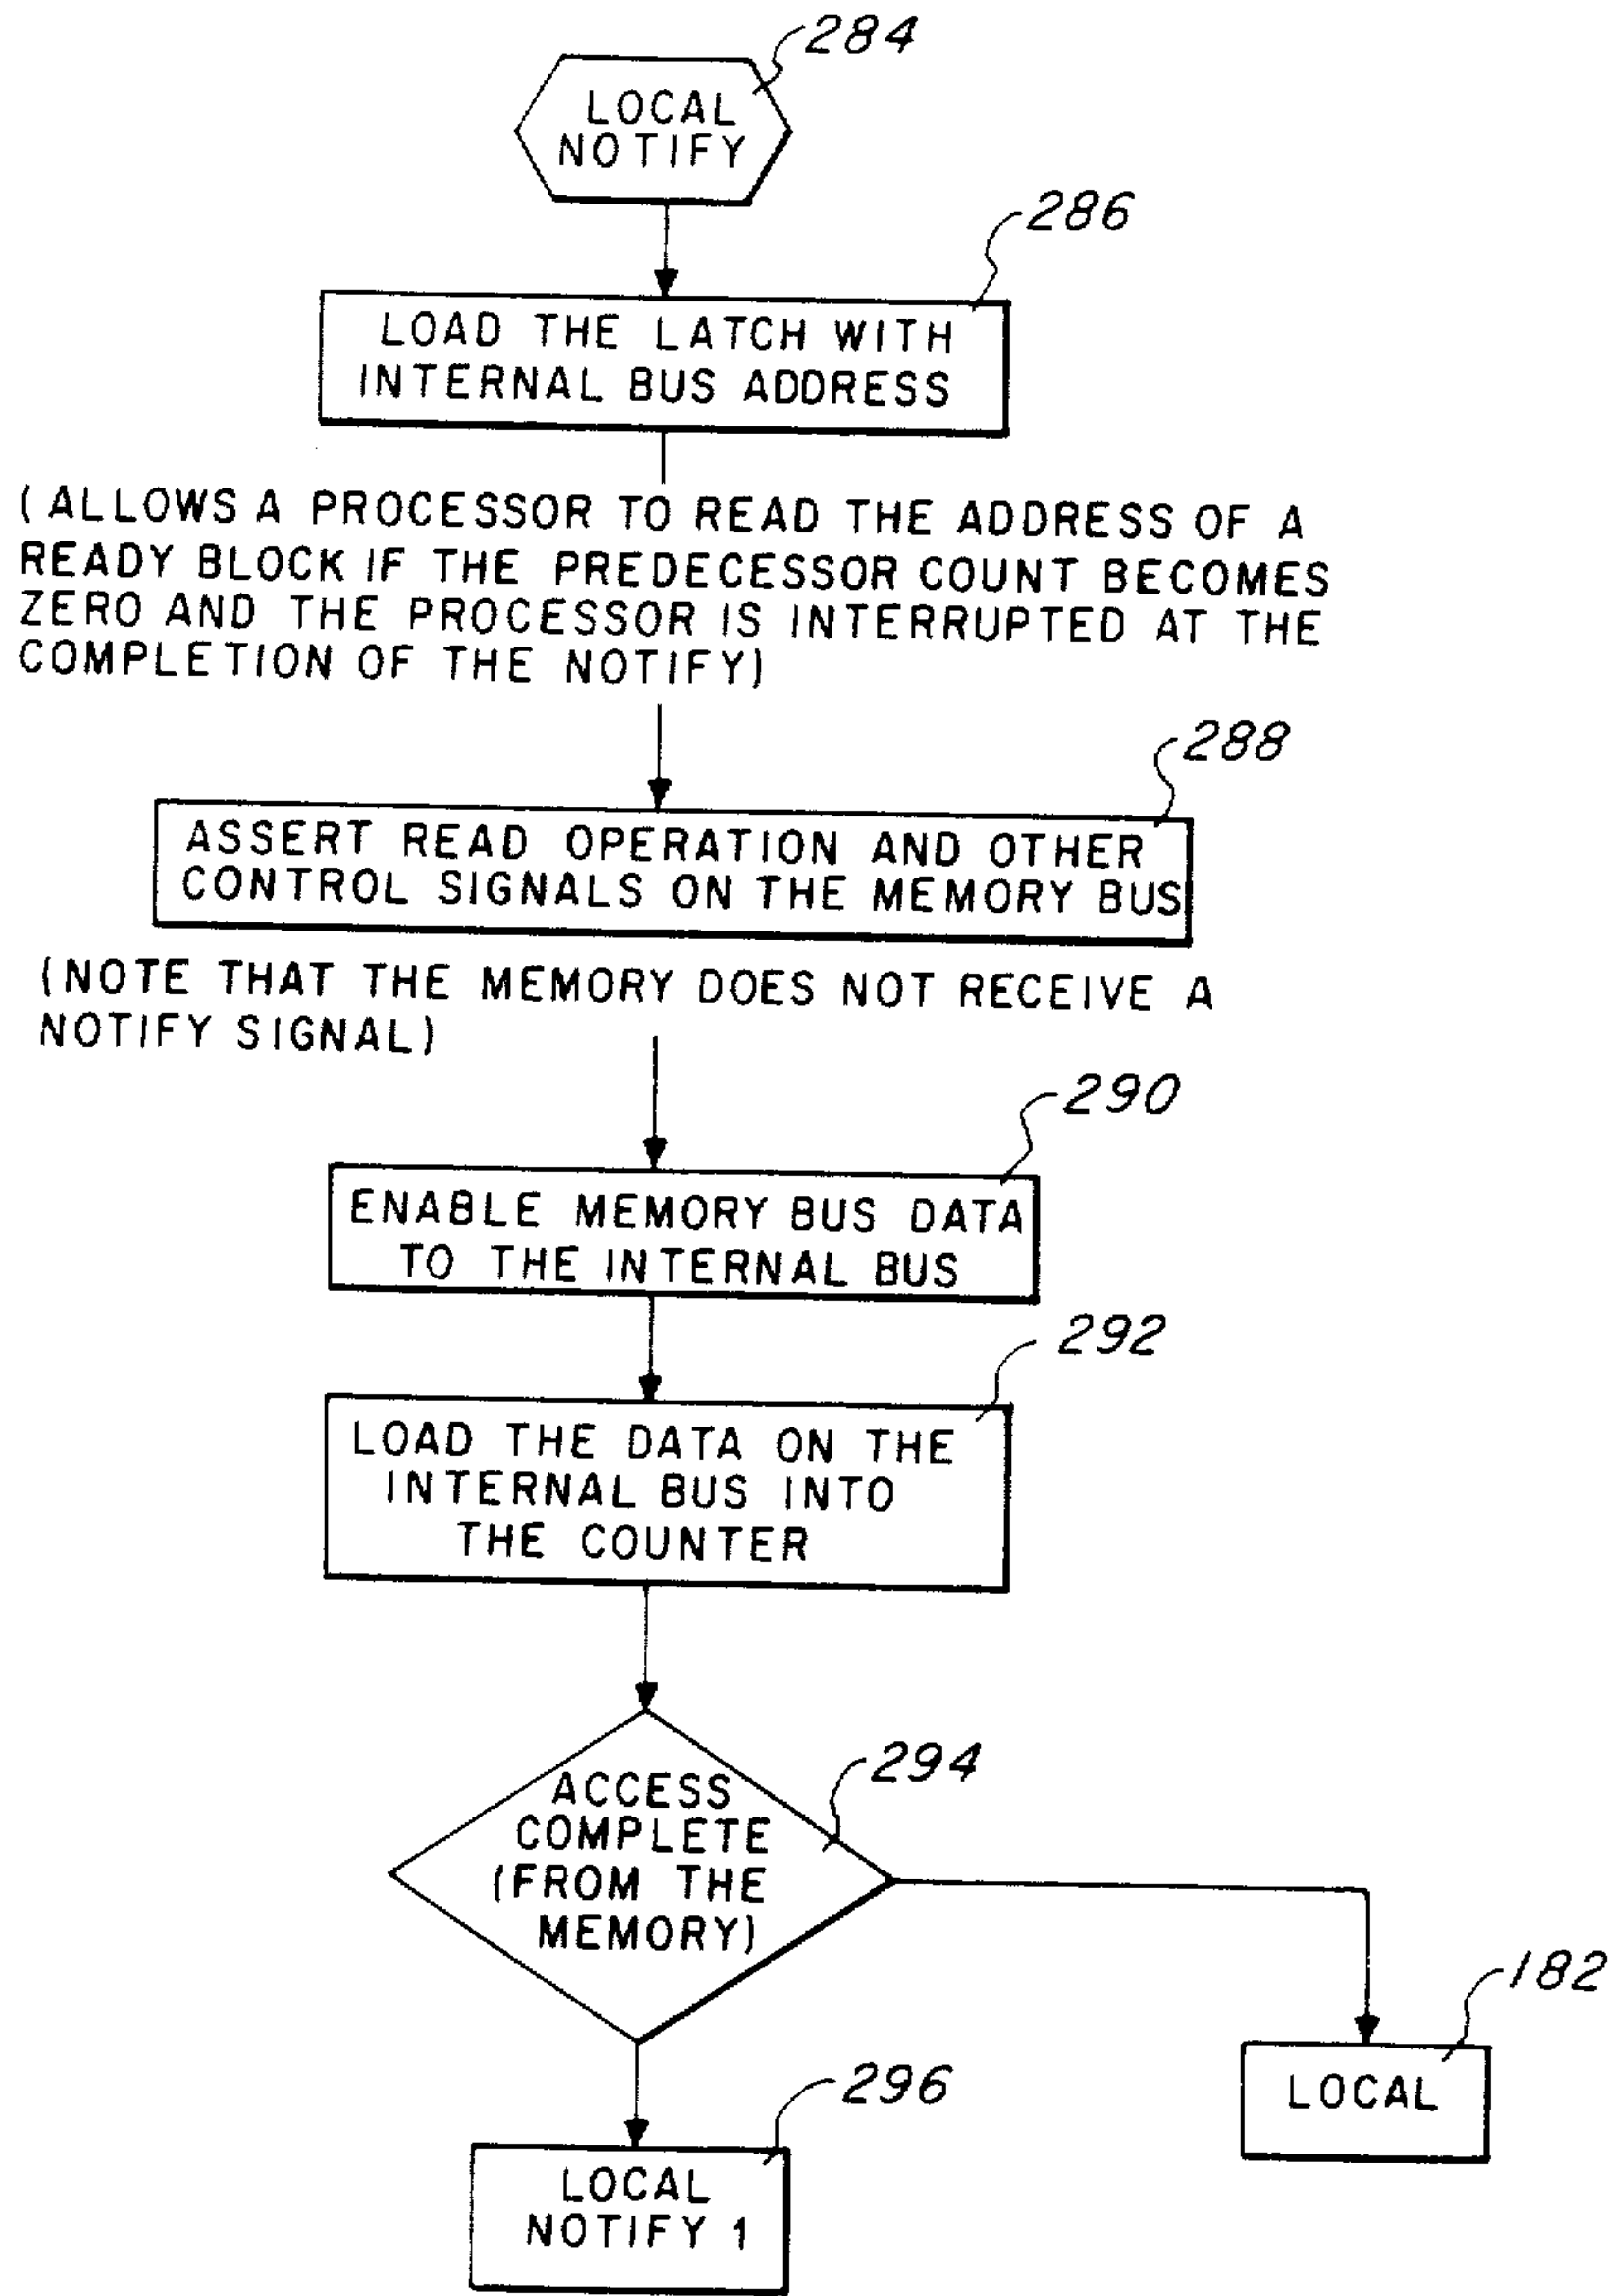 284
LOCAL
NOTIFY
286
LOAD THE LATCH WITH
INTERNAL BUS ADDRESS
(ALLOWS A PROCESSOR TO READ THE ADDRESS OF A
READY BLOCK IF THE PREDECESSOR COUNT BECOMES
ZERO AND THE PROCESSOR IS INTERRUPTED AT THE
COMPLETION OF THE NOTIFY)
288
ASSERT READ OPERATION AND OTHER
CONTROL SIGNALS ON THE MEMORY BUS
(NOTE THAT THE MEMORY DOES NOT RECEIVE A
NOTIFY SIGNAL)
290
ENABLE MEMORY BUS DATA
TO THE INTERNAL BUS
292
LOAD THE DATA ON THE
INTERNAL BUS INTO
THE COUNTER
294
ACCESS
COMPLETE
(FROM THE
MEMORY)
182
LOCAL
296
LOCAL
NOTIFY 1